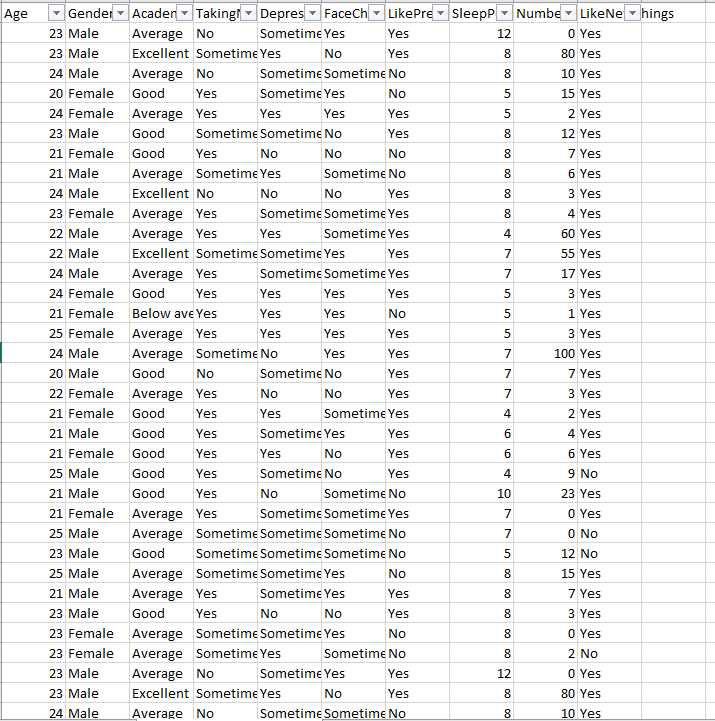 Age Gender Academ Taking Depres FaceCh LikePre SleepP Numbe LikeNe hings
23 Male Average No Sometime Yes Yes 12 0 Yes
23 Male Excellent Sometime Yes No Yes 8 80 Yes
24 Male Average No Sometime Sometime No 8 10 Yes
20 Female Good Yes Sometime Yes No 5 15 Yes
24 Female Average Yes Yes Yes Yes 5 2 Yes
23 Male Good Sometime Sometime No Yes 8 12 Yes
21 Female Good Yes No No No 8 7 Yes
21 Male Average Sometime Yes Sometime No 8 6 Yes
24 Male Excellent No No No Yes 8 3 Yes
23 Female Average Yes Sometime Sometime Yes 8 4 Yes
22 Male Average Yes Yes Sometime Yes 4 60 Yes
22 Male Excellent Sometime Sometime Yes Yes 7 55 Yes
24 Male Average Yes Sometime Sometime Yes 7 17 Yes
24 Female Good Yes Yes Yes Yes 5 3 Yes
21 Female Below ave Yes Yes Yes No 5 1 Yes
25 Female Average Yes Yes Yes Yes 5 3 Yes
24 Male Average Sometime No Yes Yes 7 100 Yes
20 Male Good No Sometime No Yes 7 7 Yes
22 Female Average Yes No No Yes 7 3 Yes
21 Female Good Yes Yes Sometime Yes 4 2 Yes
21 Male Good Yes Sometime Yes Yes 6 4 Yes
21 Female Good Yes Yes No Yes 6 6 Yes
25 Male Good Yes Sometime No Yes 4 9 No
21 Male Good Yes No Sometime No 10 23 Yes
21 Female Average Yes Sometime Sometime Yes 7 0 Yes
25 Male Average Sometime Sometime Sometime No 7 0 No
23 Male Good Sometime Sometime Sometime No 5 12 No
25 Male Average Sometime Sometime Yes No 8 15 Yes
21 Male Average Yes Sometime Yes Yes 8 7 Yes
23 Male Good Yes No No Yes 8 3 Yes
23 Female Average Sometime Sometime Yes No 8 0 Yes
23 Female Average Sometime Yes Sometime No 8 2 No
23 Male Average No Sometime Yes Yes 12 0 Yes
23 Male Excellent Sometime Yes No Yes 8 80 Yes
24 Male Average No Sometime Sometime No 8 10 Yes